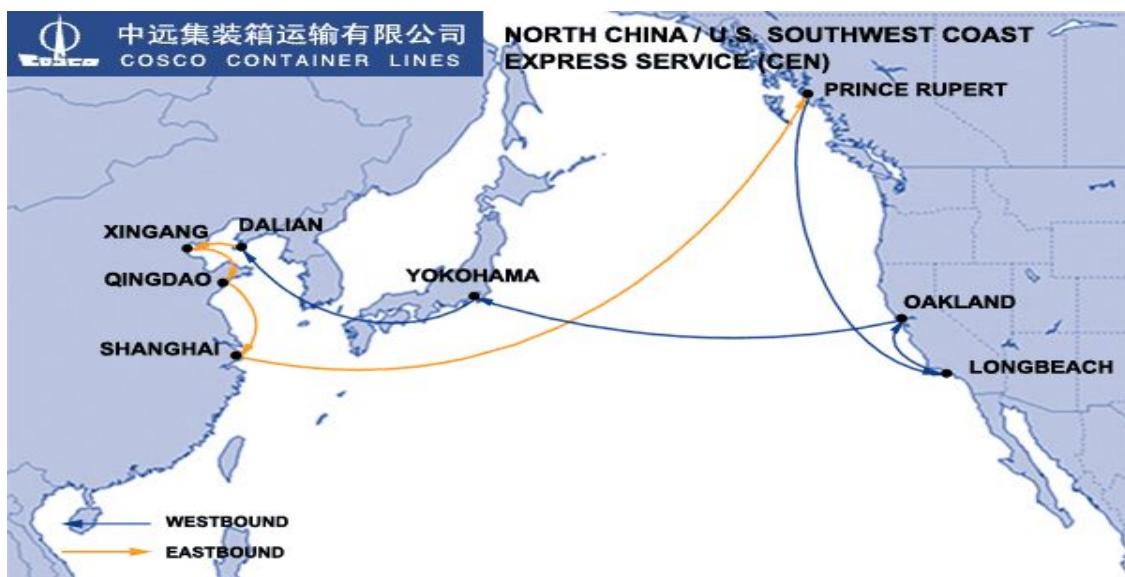 中远集装箱运输有限公司
COSCO
COSCO CONTAINER LINES
NORTH CHINA / U.S. SOUTHWEST COAST
EXPRESS SERVICE (CEN)
PRINCE RUPERT
XINGANG
DALIAN
QINGDAO
YOKOHAMA
OAKLAND
SHANGHAI
LONGBEACH
WESTBOUND
EASTBOUND